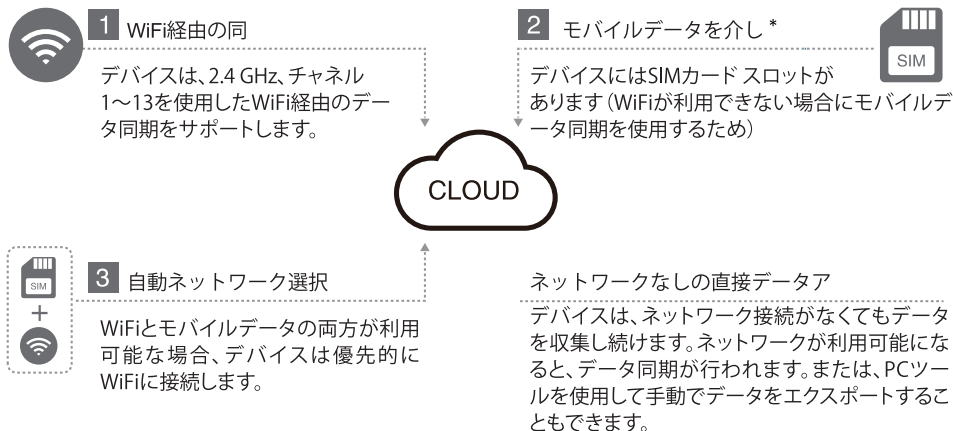 1 WiFi経由の同
デバイスは、2.4 GHz、チャネル
1～13を使用したWiFi経由のデー
タ同期をサポートします。
2 モバイルデータを介し *
SIM
デバイスにはSIMカード スロットが
あります（WiFiが利用できない場合にモバイルデ
ータ同期を使用するため）
CLOUD
SIM
+
3 自動ネットワーク選択
WiFiとモバイルデータの両方が利用
可能な場合、デバイスは優先的に
WiFiに接続します。
ネットワークなしの直接データア
デバイスは、ネットワーク接続がなくてもデータ
を収集し続けます。ネットワークが利用可能にな
ると、データ同期が行われます。または、PCツー
ルを使用して手動でデータをエクスポートするこ
ともできます。